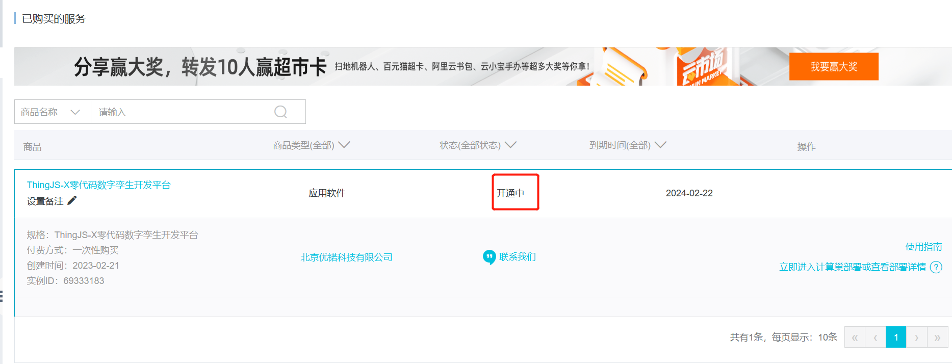 已购买的服务
分享赢大奖，转发10人赢超市卡 扫地机器人、百元猫超卡、阿里云书包、云小宝手办等超多大奖等你拿！ 云市场 我要赢大奖
商品名称 请输入
商品 商品类型(全部) 状态(全部状态) 到期时间(全部) 操作
ThingJS-X零代码数字孪生开发平台 应用软件 开通中 2024-02-22
设置备注
规格：ThingJS-X零代码数字孪生开发平台
付费方式：一次性购买 使用指南
北京优锘科技有限公司 联系我们
创建时间：2023-02-21 立即进入计算巢部署或查看部署详情 ?
实例ID：69333183
共有1条，每页显示：10条 « ‹ 1 › »